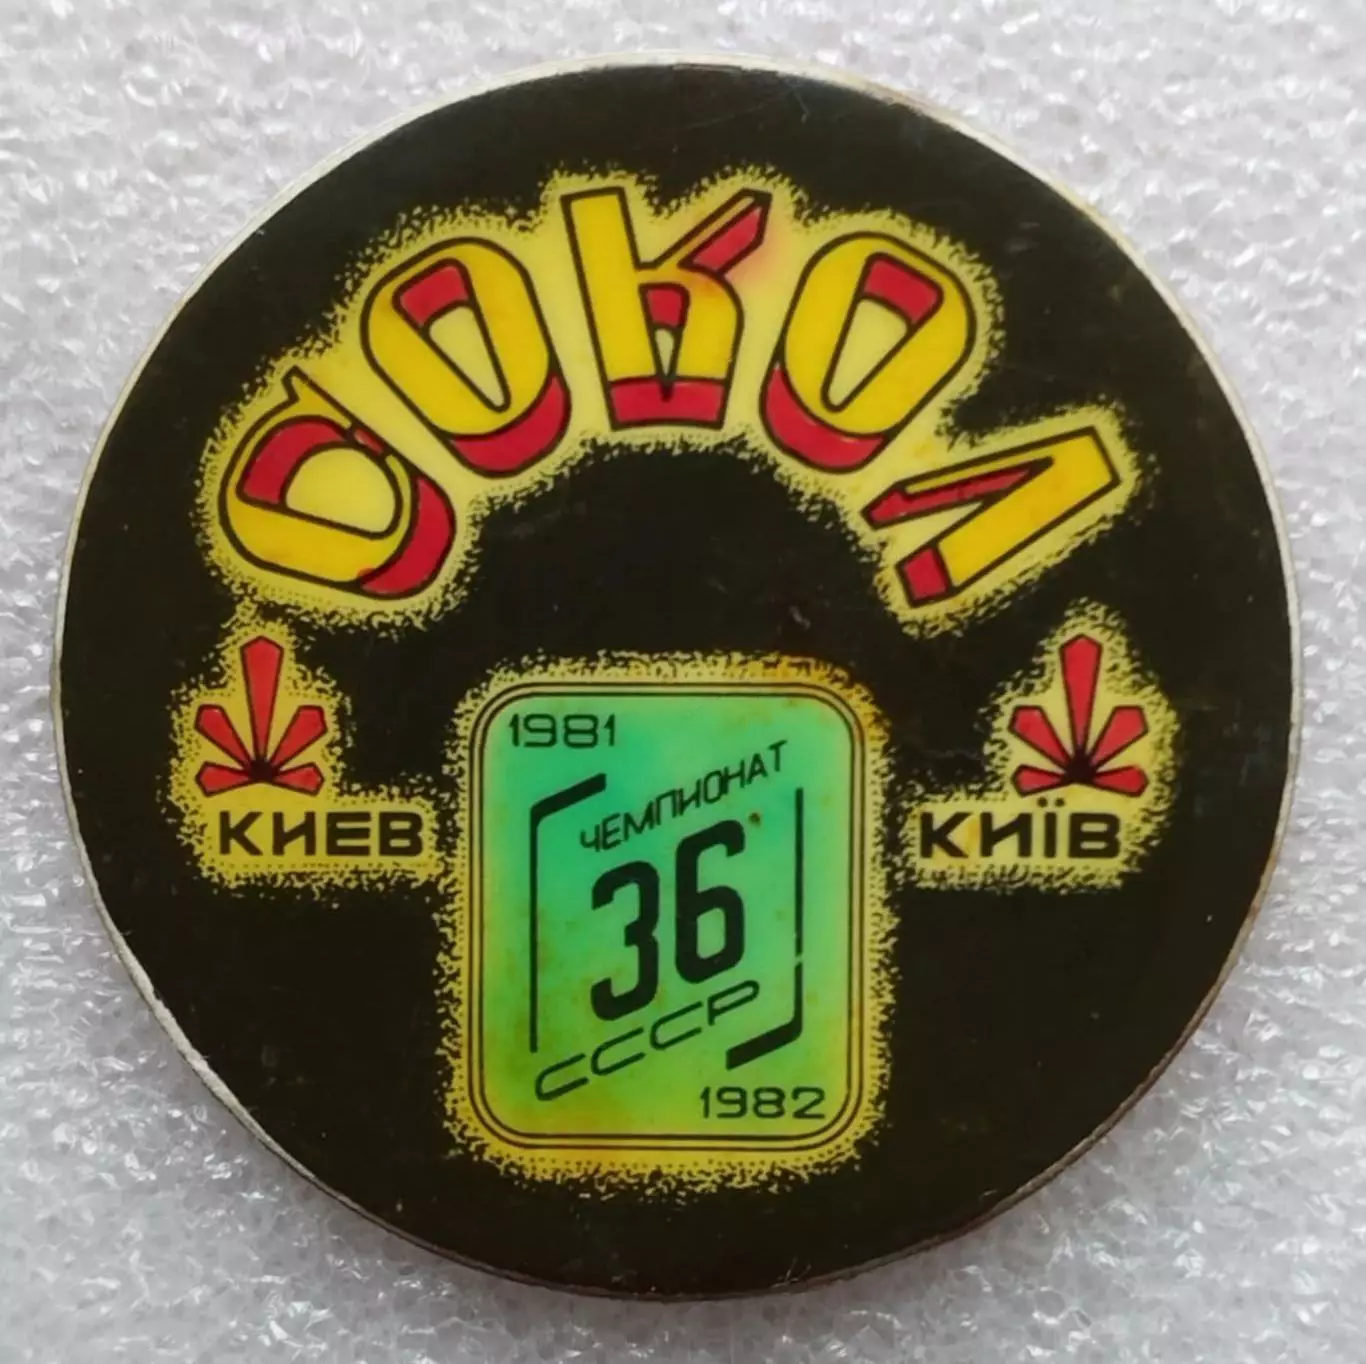 СОКОЛ
КИЕВ
КИЇВ
1981
ЧЕМПИОНАТ
36
СССР
1982